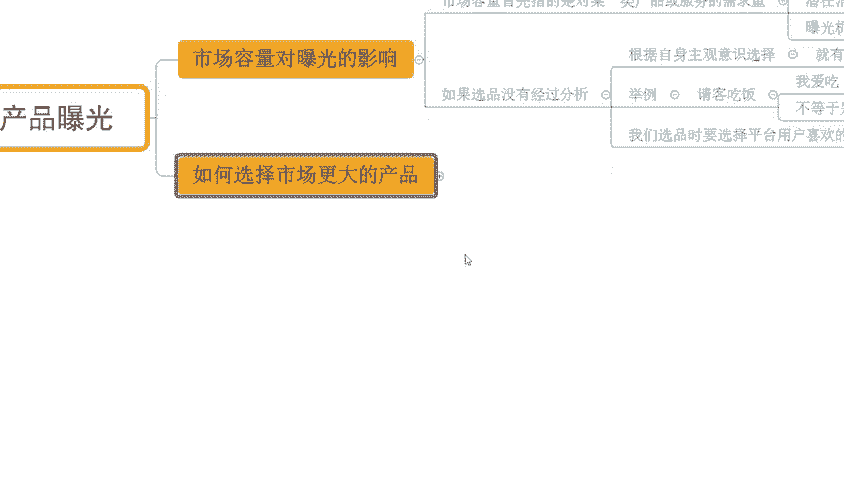 市场容量首先指的是对某一类产品或服务的需求量
潜在
曝光
市场容量对曝光的影响
根据自身主观意识选择
就有
我爱吃
如果选品没有经过分析
举例
请客吃饭
不等于
产品曝光
我们选品时要选择平台用户喜欢的
如何选择市场更大的产品